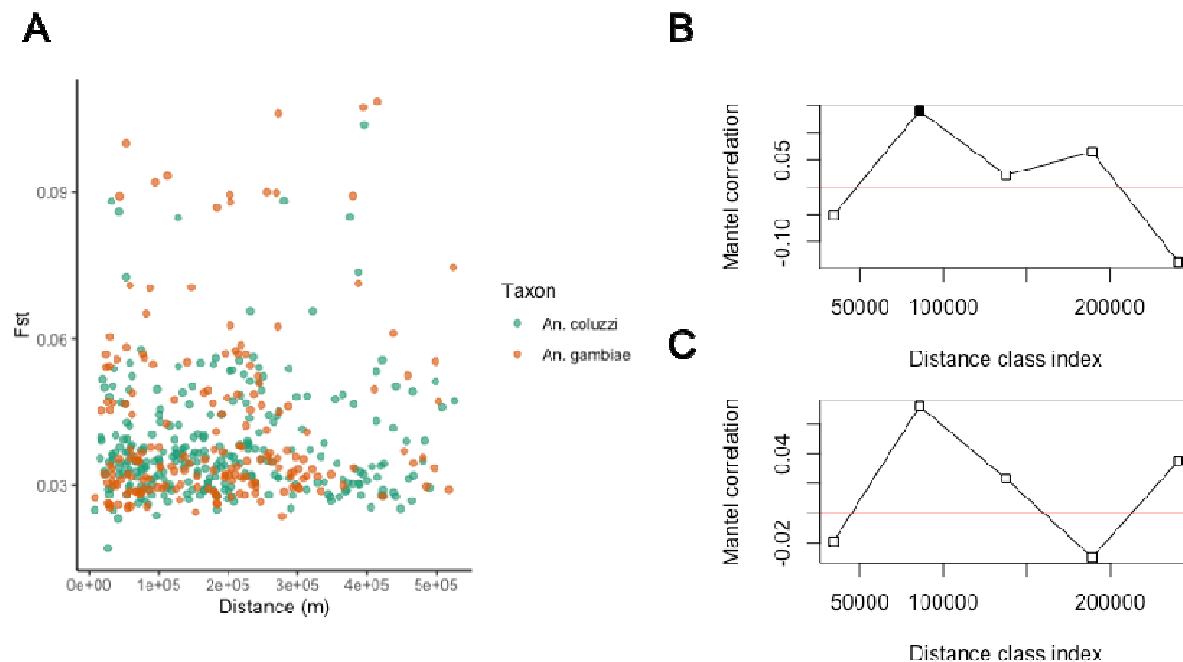 A
Fst
0.09
0.06
0.03
0e+00 1e+05 2e+05 3e+05 4e+05 5e+05
Distance (m)
Taxon
An. coluzzi
An. gambiae
B
Mantel correlation
0.05
-0.10
50000 100000 200000
Distance class index
C
Mantel correlation
0.04
-0.02
50000 100000 200000
Distance class index